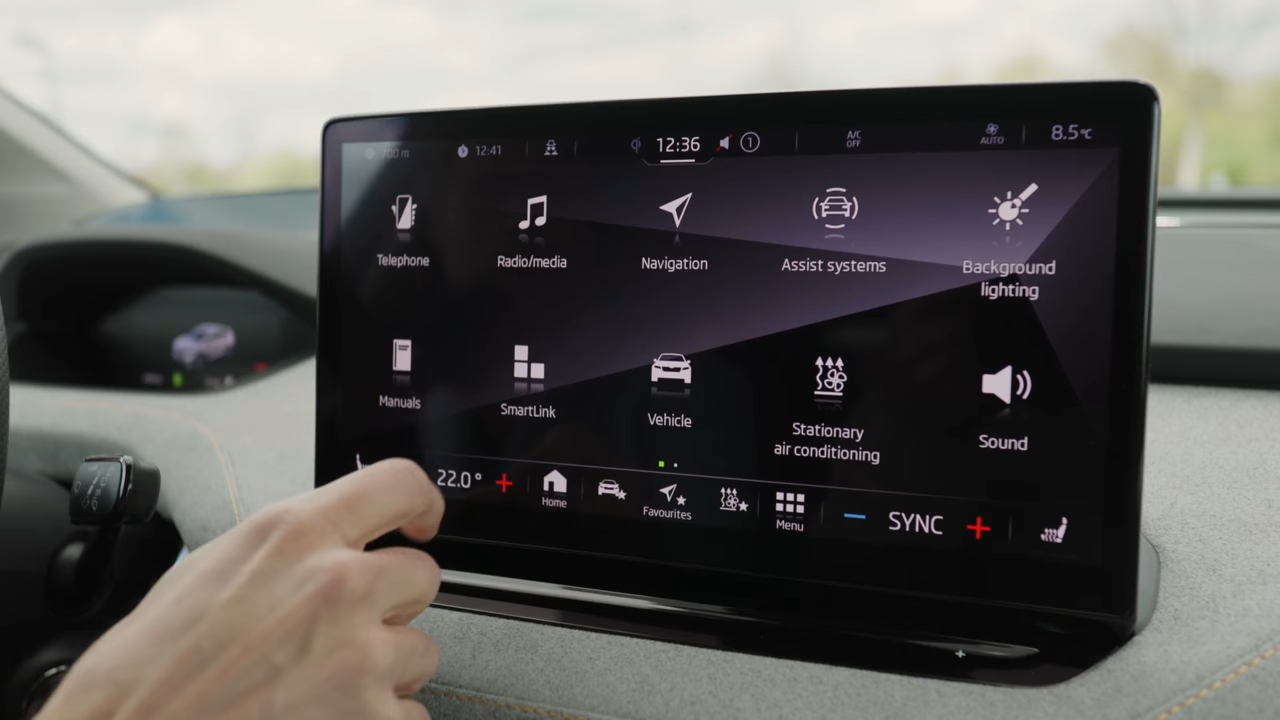 700 m 12:41 12:36 1 A/C OFF AUTO 8.5°C
Telephone Radio/media Navigation Assist systems Background
lighting
Manuals SmartLink Vehicle Stationary
air conditioning Sound
22.0° + Home Favourites Menu — SYNC +
+